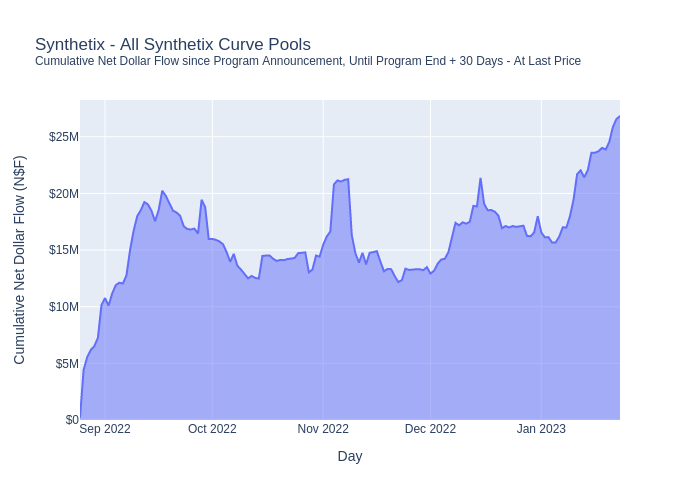 Synthetix - All Synthetix Curve Pools
Cumulative Net Dollar Flow since Program Announcement, Until Program End + 30 Days - At Last Price
Cumulative Net Dollar Flow (N$F)
$25M
$20M
$15M
$10M
$5M
$0
Sep 2022
Oct 2022
Nov 2022
Dec 2022
Jan 2023
Day